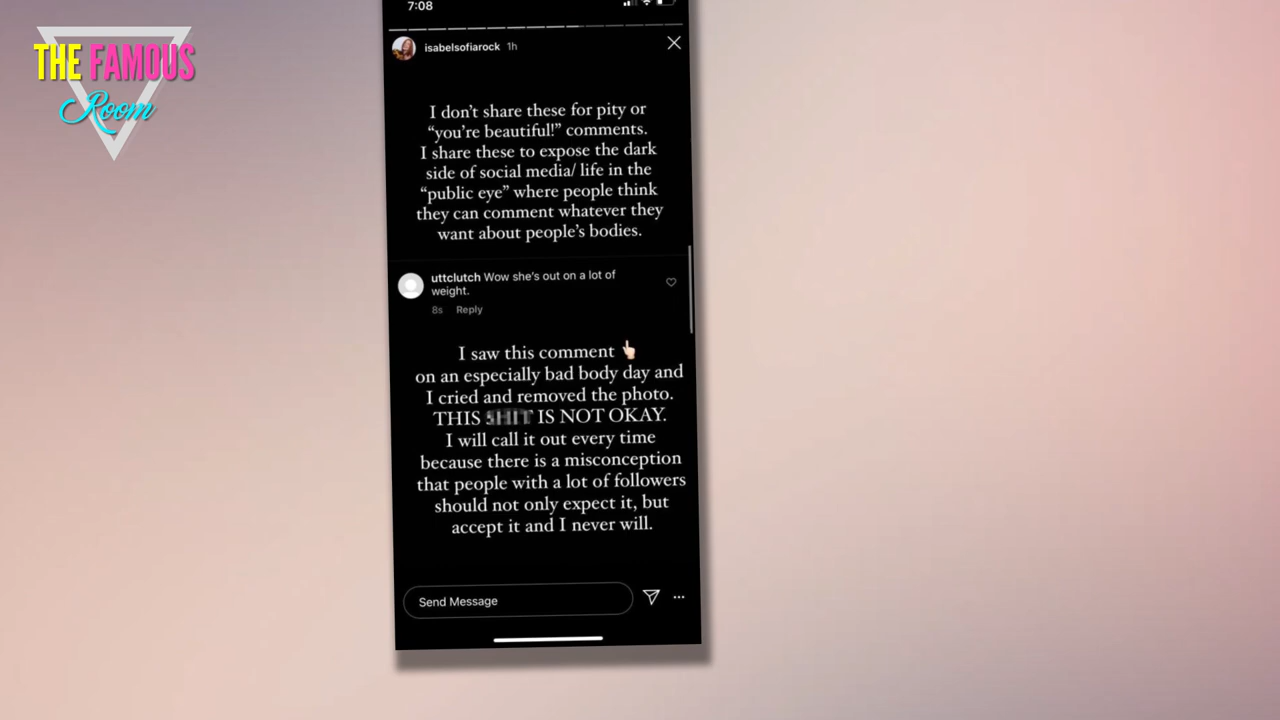 THE FAMOUS
Room
7:08
isabelsofiarock 1h
I don’t share these for pity or
“you’re beautiful!” comments.
I share these to expose the dark
side of social media/ life in the
“public eye” where people think
they can comment whatever they
want about people’s bodies.
uttclutch Wow she's out on a lot of
weight.
8s Reply
I saw this comment 👆🏻
on an especially bad body day and
I cried and removed the photo.
THIS SHIT IS NOT OKAY.
I will call it out every time
because there is a misconception
that people with a lot of followers
should not only expect it, but
accept it and I never will.
Send Message